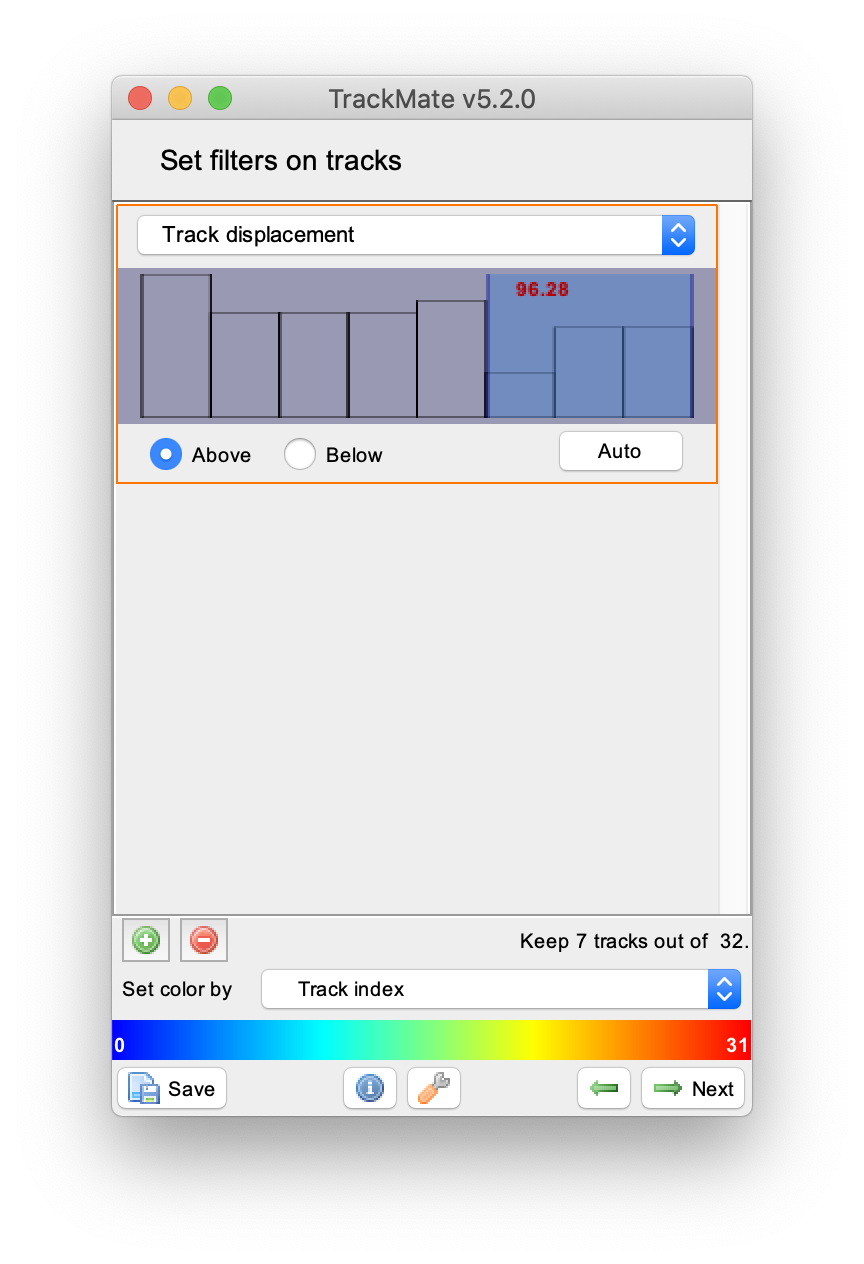 TrackMate v5.2.0
Set filters on tracks
Track displacement
96.28
Above Below Auto
Keep 7 tracks out of  32.
Set color by Track index
0 31
Save Next